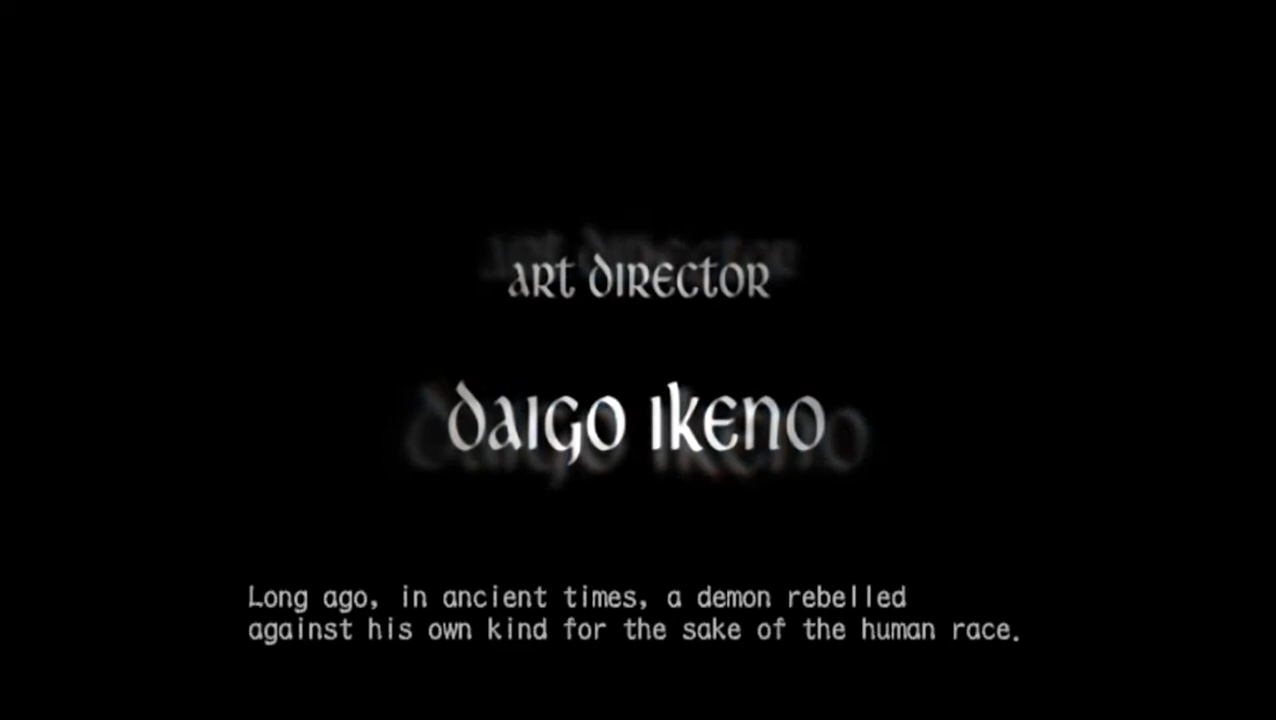 ART DIRECTOR
DAIGO IKENO
Long ago, in ancient times, a demon rebelled
against his own kind for the sake of the human race.